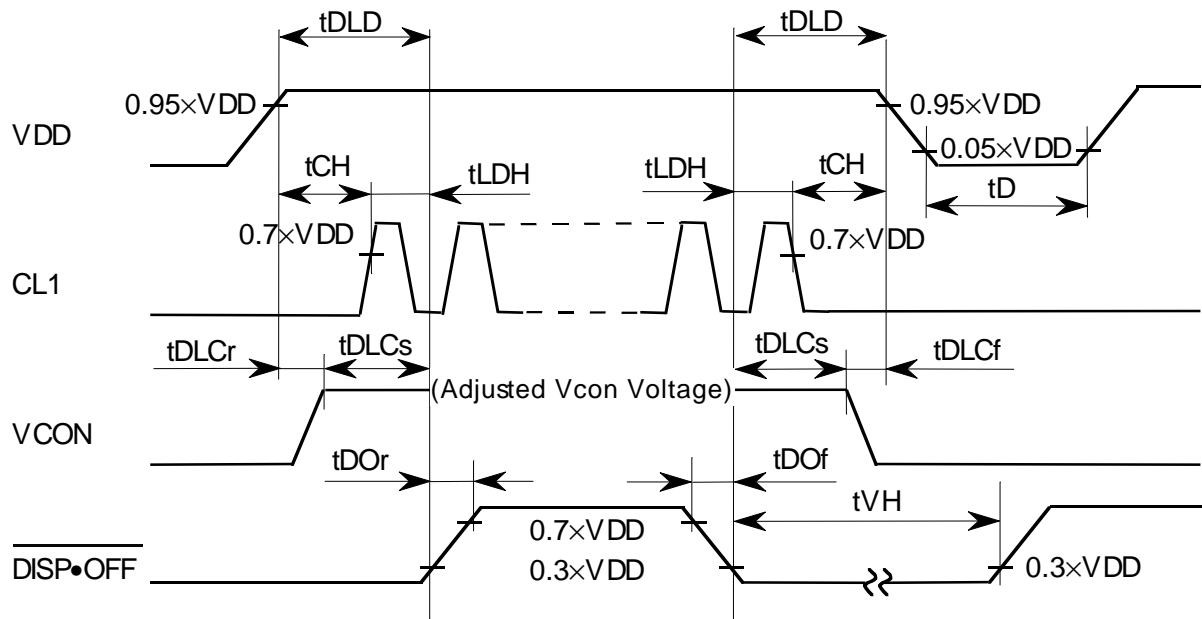 tDLD tDLD
0.95×VDD 0.95×VDD
VDD
0.05×VDD
tCH tLDH tLDH tCH
tD
0.7×VDD 0.7×VDD
CL1
tDLCr tDLCs tDLCs tDLCf
(Adjusted Vcon Voltage)
VCON
tDOr tDOf
tVH
0.7×VDD
DISP•OFF 0.3×VDD 0.3×VDD